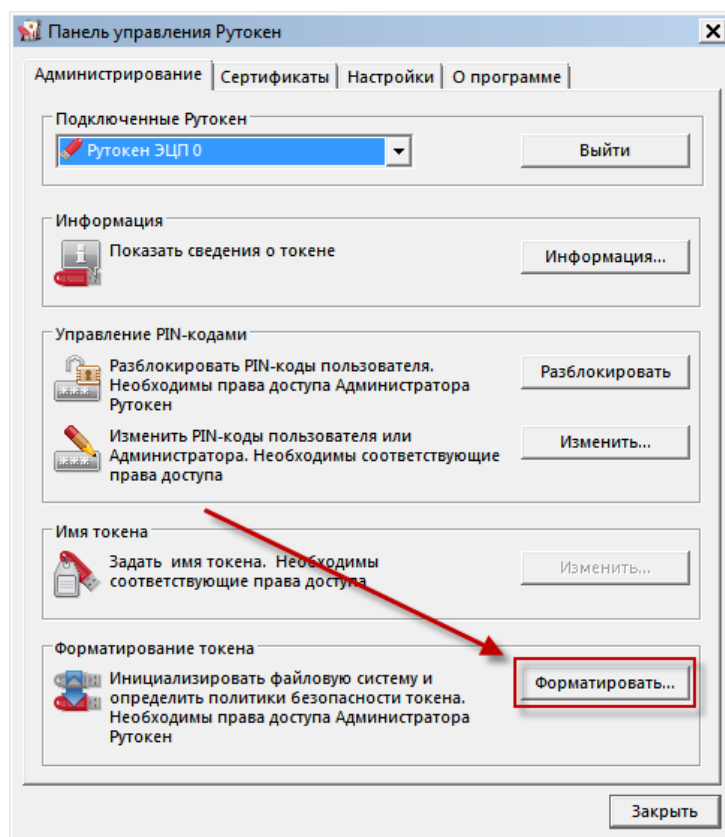 Панель управления Рутокен
Администрирование Сертификаты Настройки О программе
Подключенные Рутокен
Рутокен ЭЦП 0
Выйти
Информация
Показать сведения о токене
Информация...
Управление PIN-кодами
Разблокировать PIN-коды пользователя.
Необходимы права доступа Администратора
Рутокен
Разблокировать
Изменить PIN-коды пользователя или
Администратора. Необходимы соответствующие
права доступа
Изменить...
Имя токена
Задать имя токена. Необходимы
соответствующие права доступа
Изменить...
Форматирование токена
Инициализировать файловую систему и
определить политики безопасности токена.
Необходимы права доступа Администратора
Рутокен
Форматировать...
Закрыть